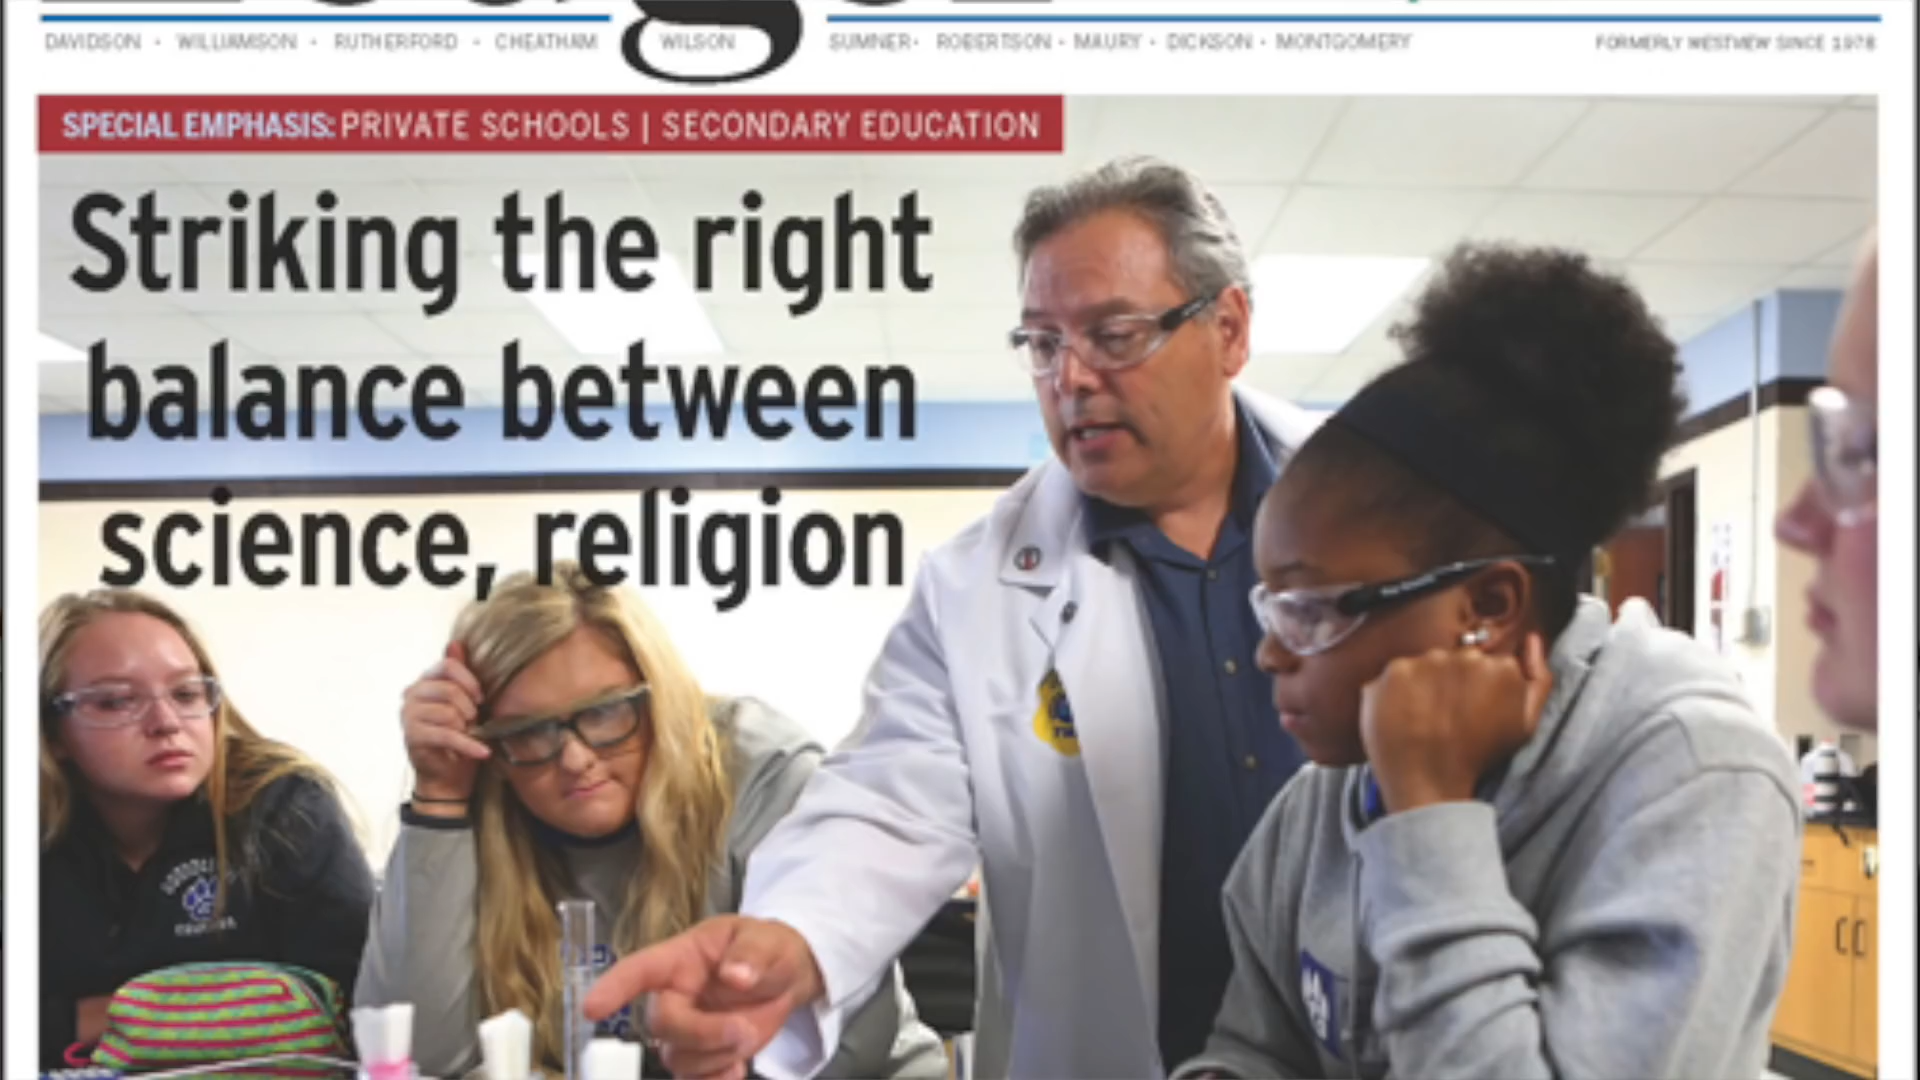 DAVIDSON • WILLIAMSON • RUTHERFORD • CHEATHAM WILSON SUMNER • ROBERTSON • MAURY • DICKSON • MONTGOMERY FORMERLY WESTVIEW SINCE 1978
SPECIAL EMPHASIS: PRIVATE SCHOOLS | SECONDARY EDUCATION
Striking the right
balance between
science, religion